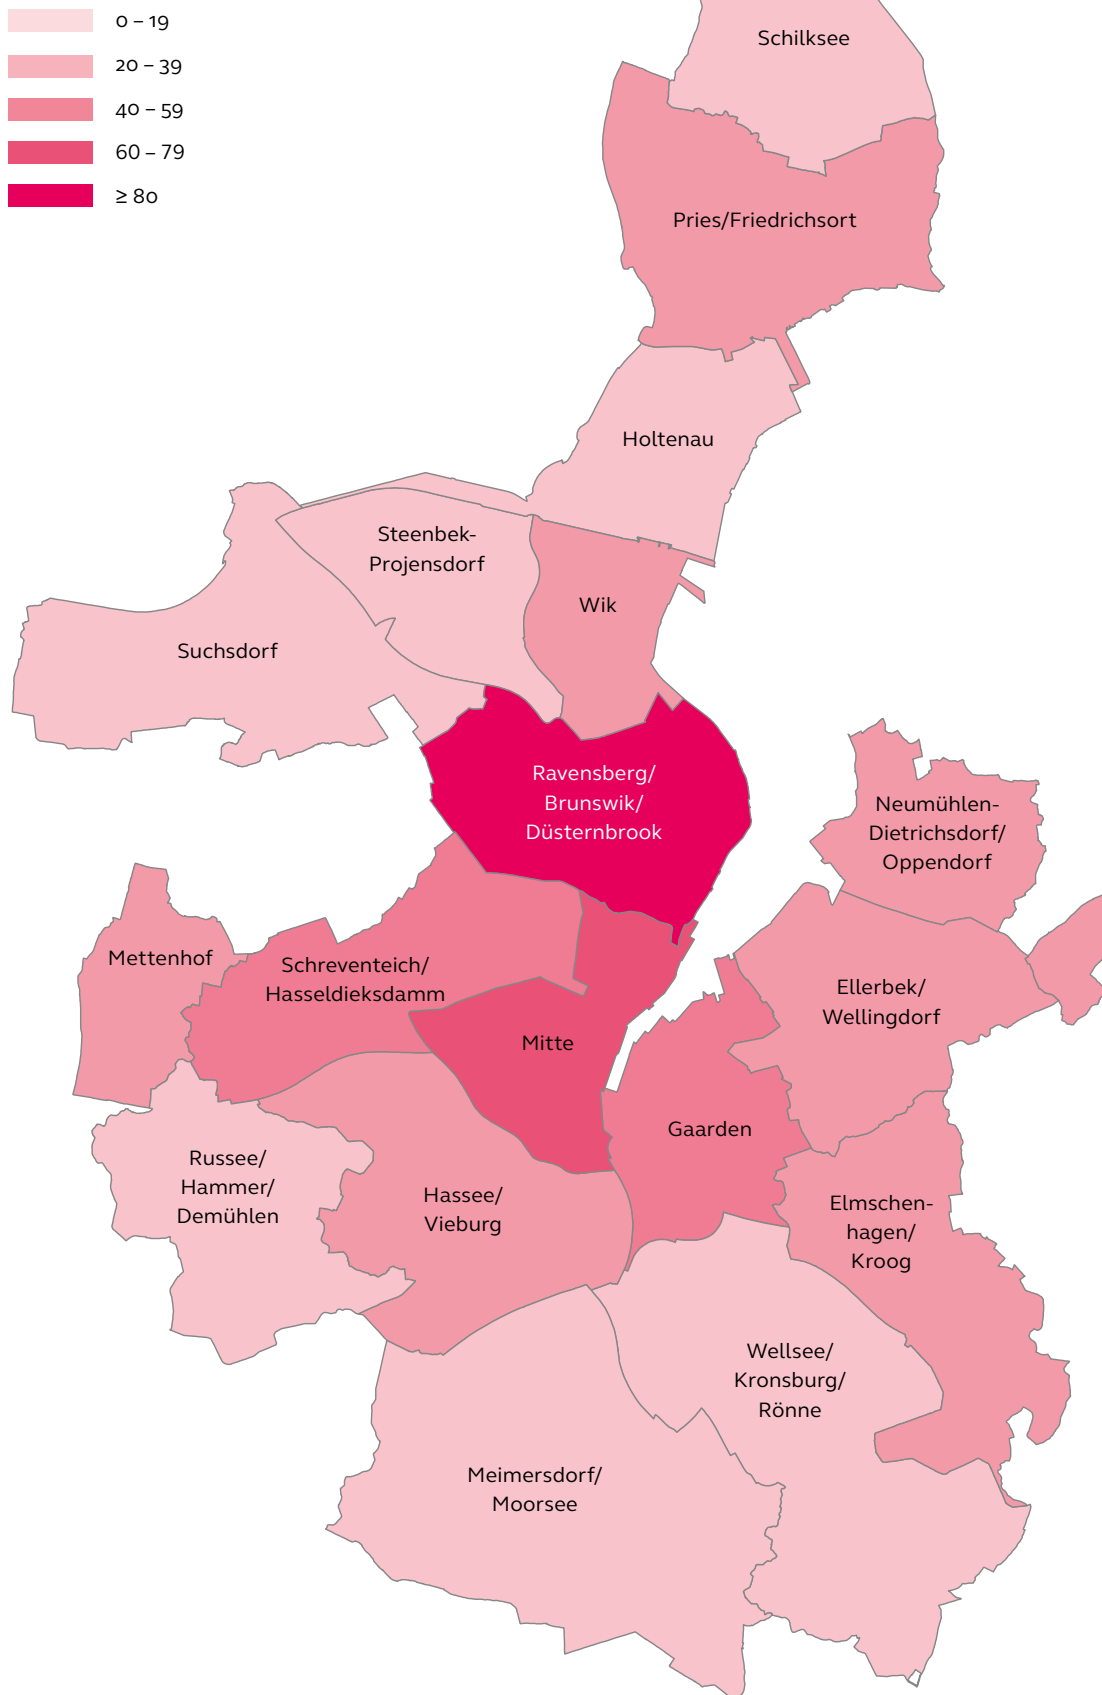 0 – 19
20 – 39
40 – 59
60 – 79
≥ 80
Schilksee
Pries/Friedrichsort
Holtenau
Steenbek-
Projensdorf
Wik
Suchsdorf
Ravensberg/
Brunswik/
Düsternbrook
Neumühlen-
Dietrichsdorf/
Oppendorf
Mettenhof
Schreventeich/
Hasseldieksdamm
Ellerbek/
Wellingdorf
Mitte
Gaarden
Russee/
Hammer/
Demühlen
Hassee/
Vieburg
Elmschen-
hagen/
Kroog
Wellsee/
Kronsburg/
Rönne
Meimersdorf/
Moorsee